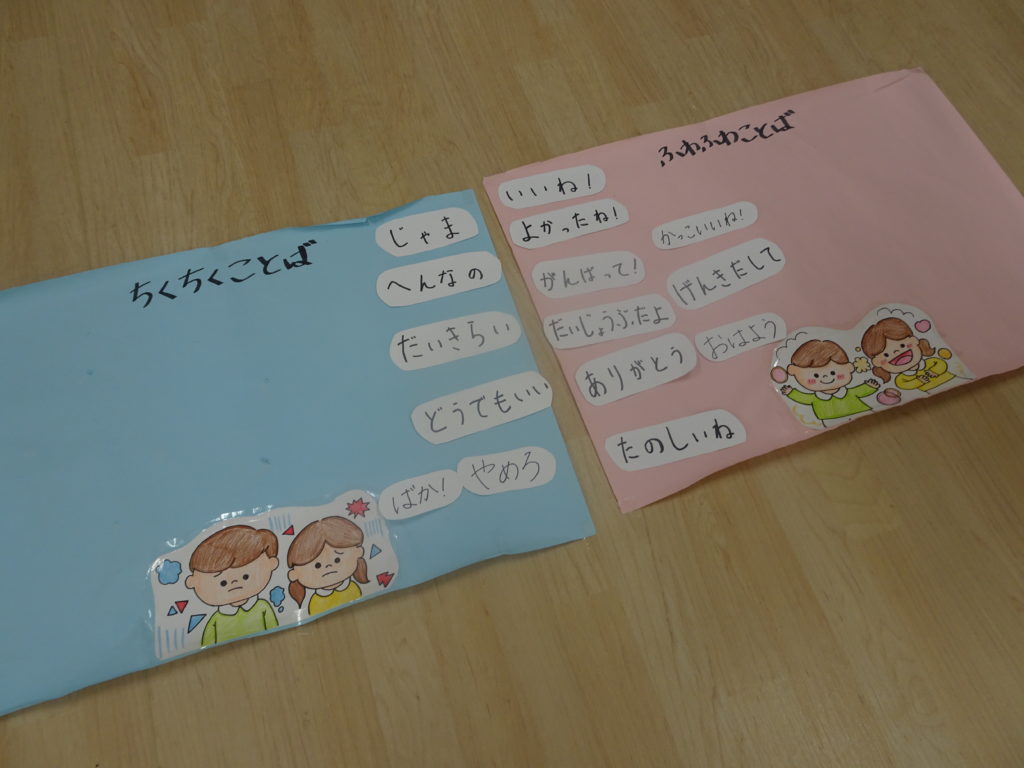 ちくちくことば
じゃま
へんなの
だいきらい
どうでもいい
ばか!
やめろ
ふわふわことば
いいね!
よかったね!
かっこいいね!
がんばって!
げんきだして
だいじょうぶだよ
おはよう
ありがとう
たのしいね